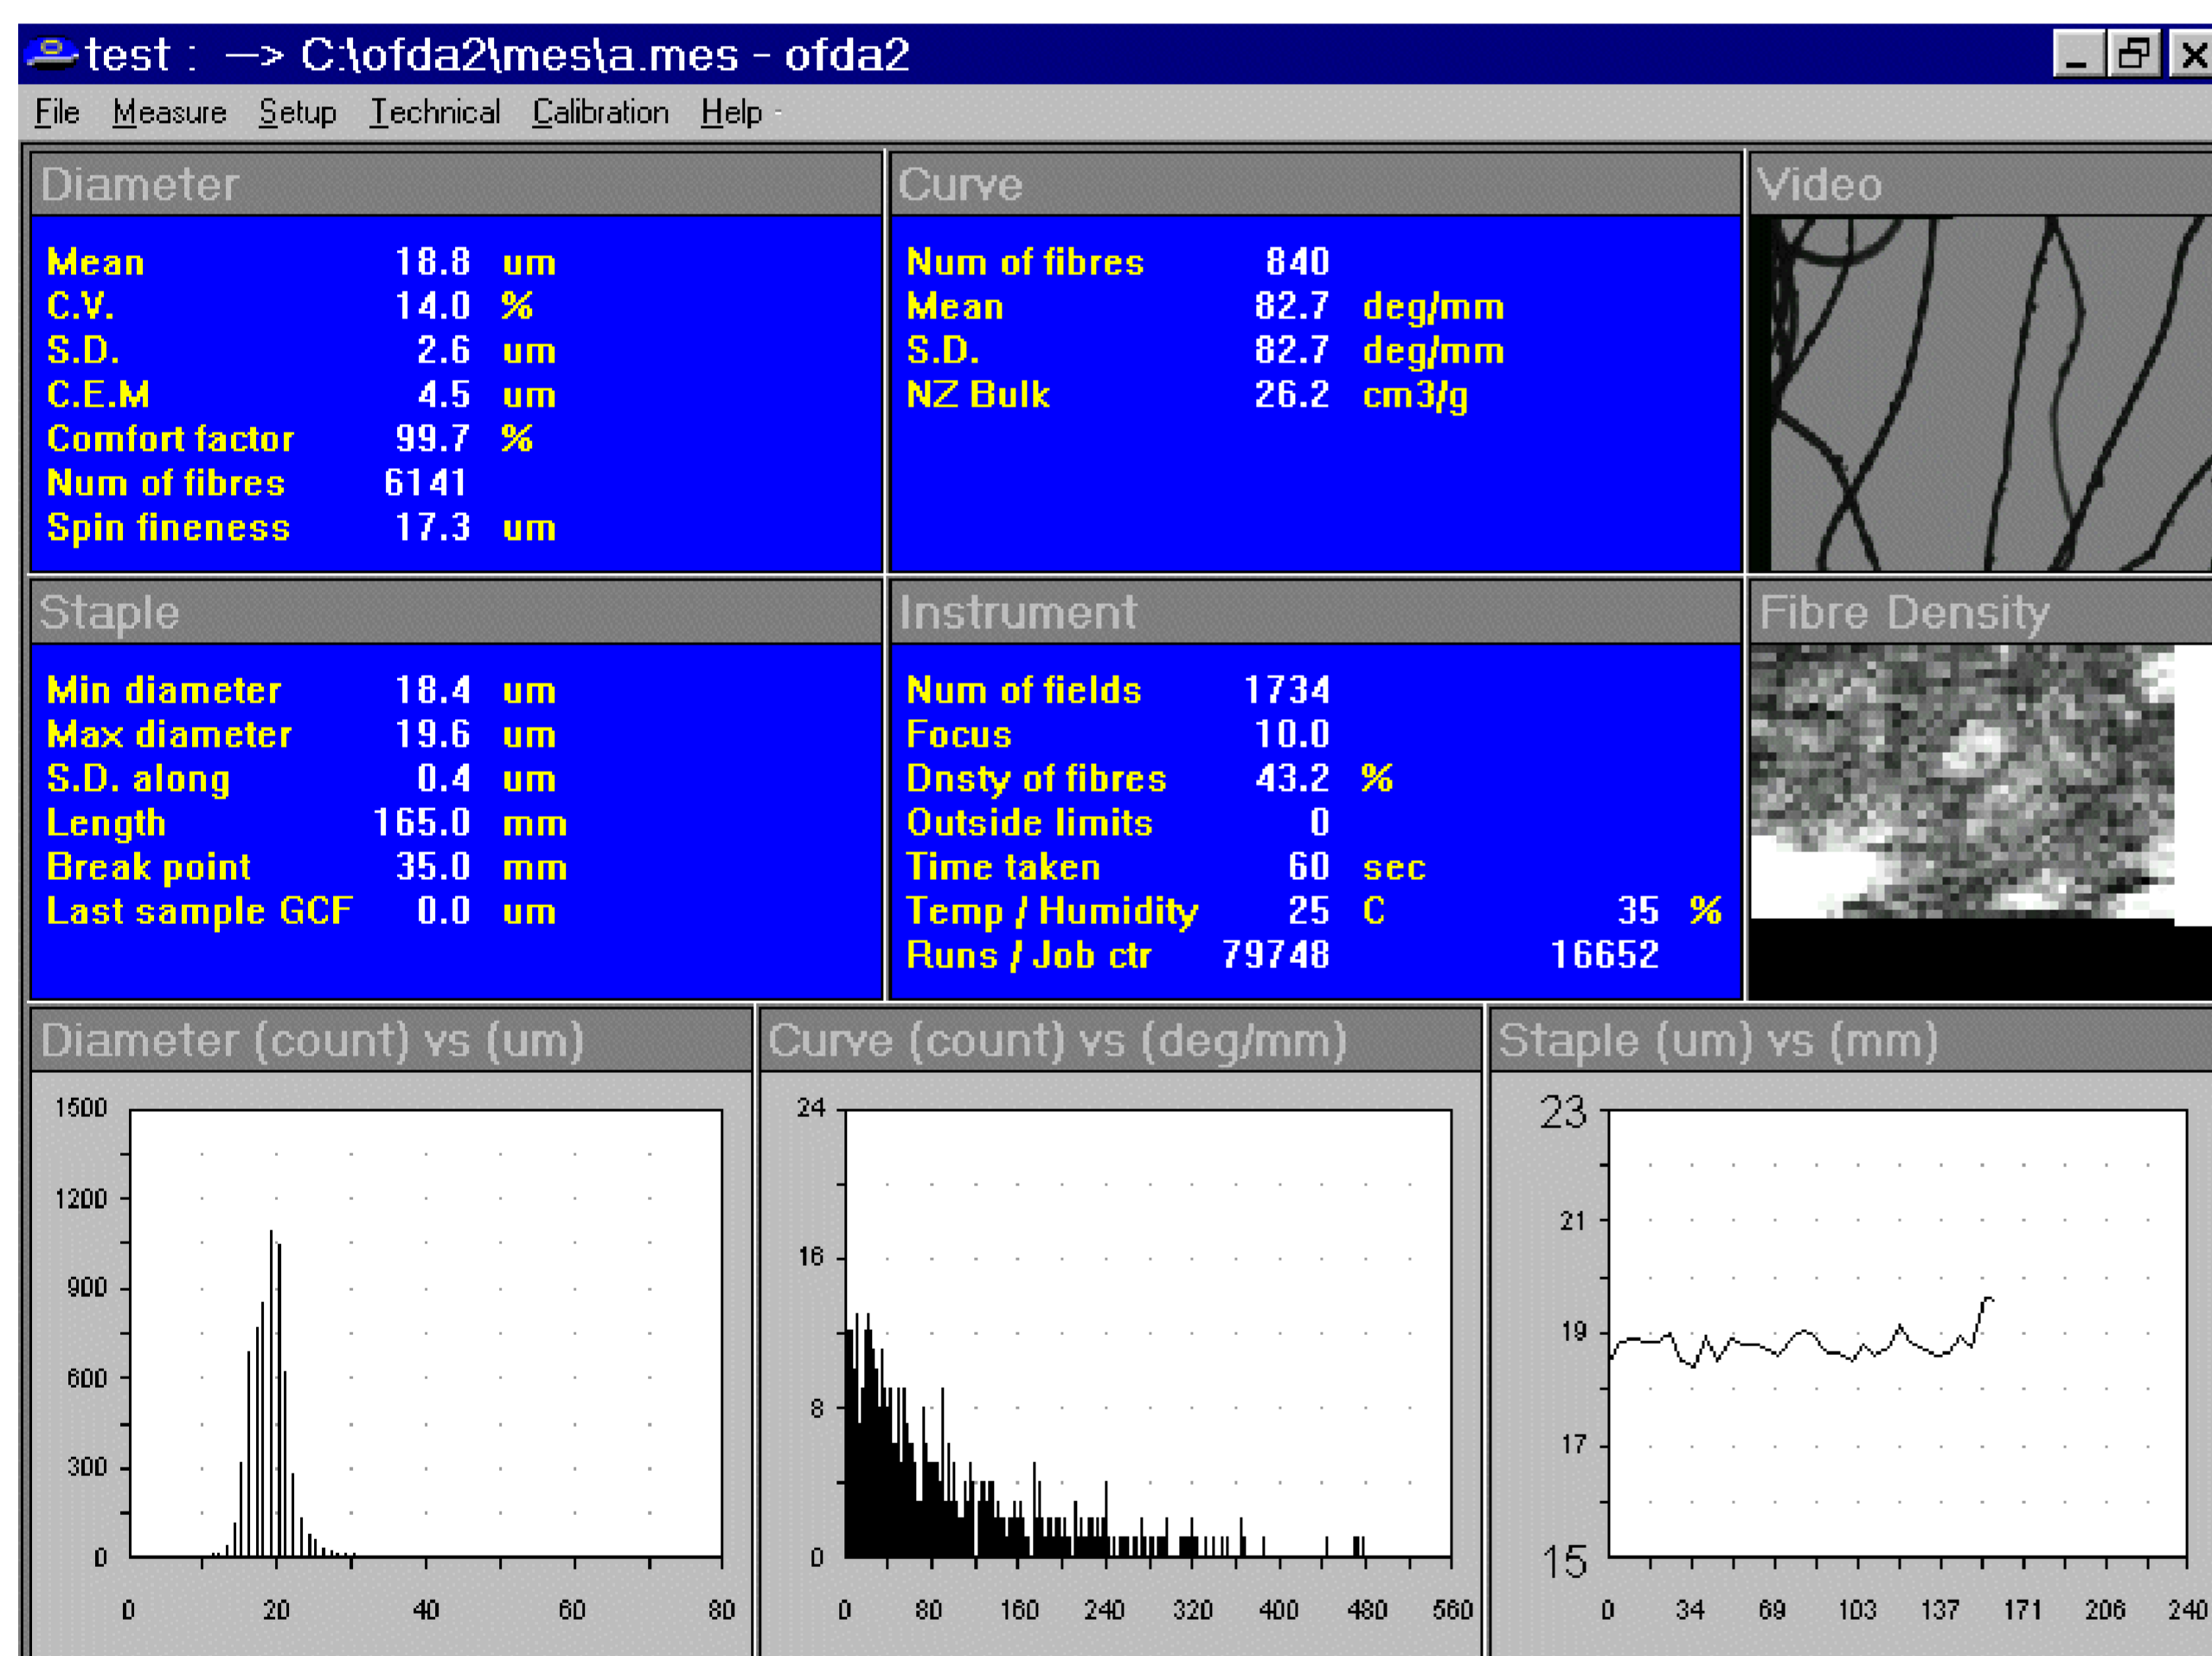 test : —> C:\ofda2\mes\a.mes - ofda2
File Measure Setup Technical Calibration Help -
Diameter
Mean 18.8 um
C.V. 14.0 %
S.D. 2.6 um
C.E.M 4.5 um
Comfort factor 99.7 %
Num of fibres 6141
Spin fineness 17.3 um
Curve
Num of fibres 840
Mean 82.7 deg/mm
S.D. 82.7 deg/mm
NZ Bulk 26.2 cm3/g
Video
Staple
Min diameter 18.4 um
Max diameter 19.6 um
S.D. along 0.4 um
Length 165.0 mm
Break point 35.0 mm
Last sample GCF 0.0 um
Instrument
Num of fields 1734
Focus 10.0
Dnsty of fibres 43.2 %
Outside limits 0
Time taken 60 sec
Temp / Humidity 25 C 35 %
Runs / Job ctr 79748 16652
Fibre Density
Diameter (count) vs (um)
1500
1200
900
600
300
0
0 20 40 60 80
Curve (count) vs (deg/mm)
24
16
8
0
0 80 160 240 320 400 480 560
Staple (um) vs (mm)
23
21
19
17
15
0 34 69 103 137 171 206 240